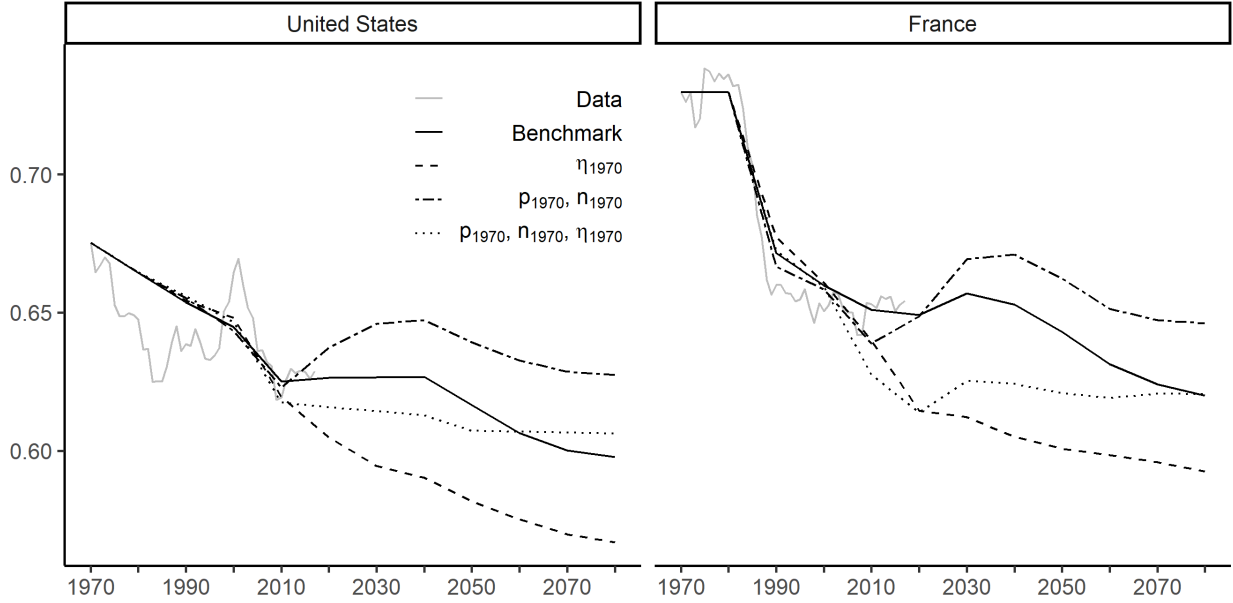 United States
France
Data
Benchmark
η1970
p1970, n1970
p1970, n1970, η1970
0.70
0.65
0.60
1970 1990 2010 2030 2050 2070
1970 1990 2010 2030 2050 2070